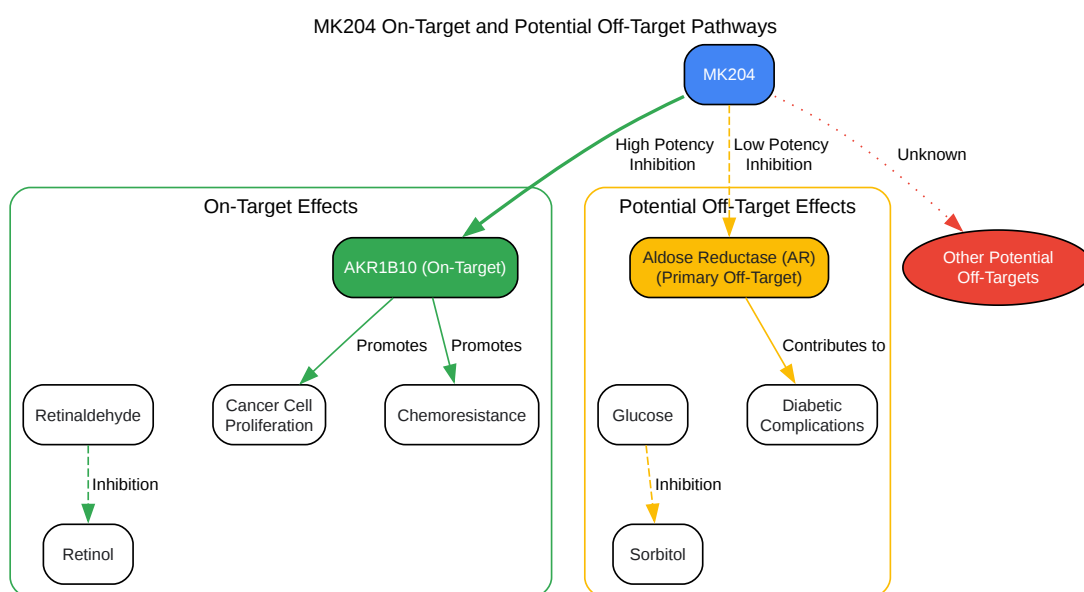 MK204 On-Target and Potential Off-Target Pathways
MK204
High Potency
Inhibition
Low Potency
Inhibition
Unknown
On-Target Effects
Potential Off-Target Effects
AKR1B10 (On-Target)
Aldose Reductase (AR)
(Primary Off-Target)
Other Potential
Off-Targets
Promotes
Promotes
Contributes to
Retinaldehyde
Cancer Cell
Proliferation
Chemoresistance
Glucose
Diabetic
Complications
Inhibition
Inhibition
Retinol
Sorbitol